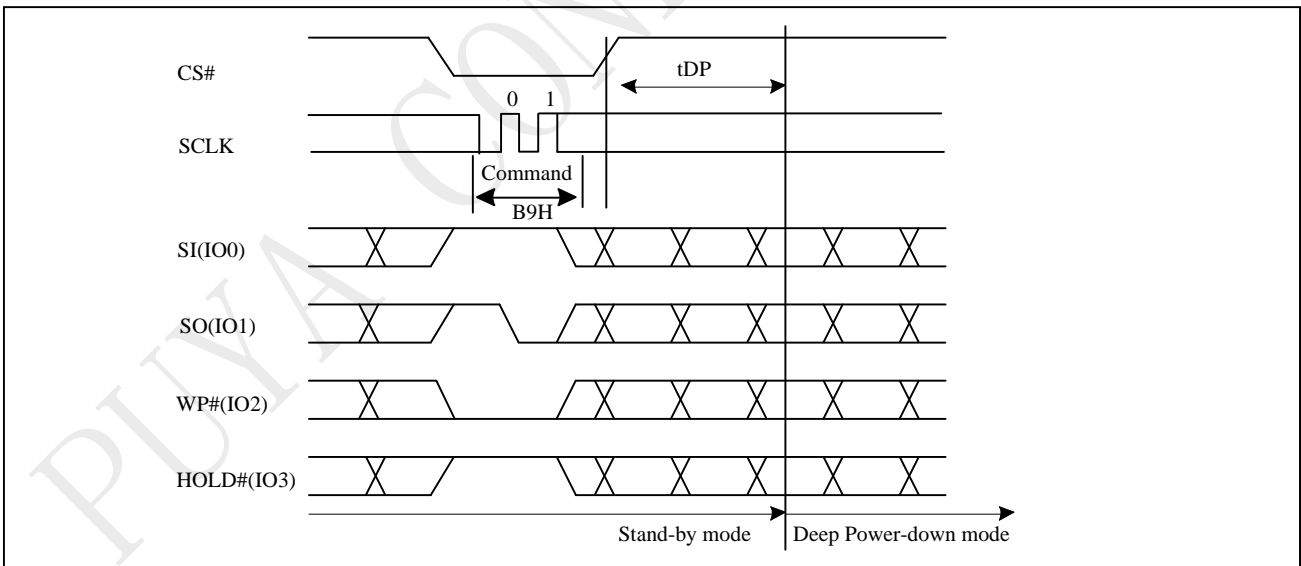 CS#
tDP
0 1
SCLK
Command
B9H
SI(IO0)
SO(IO1)
WP#(IO2)
HOLD#(IO3)
Stand-by mode
Deep Power-down mode
PUYA